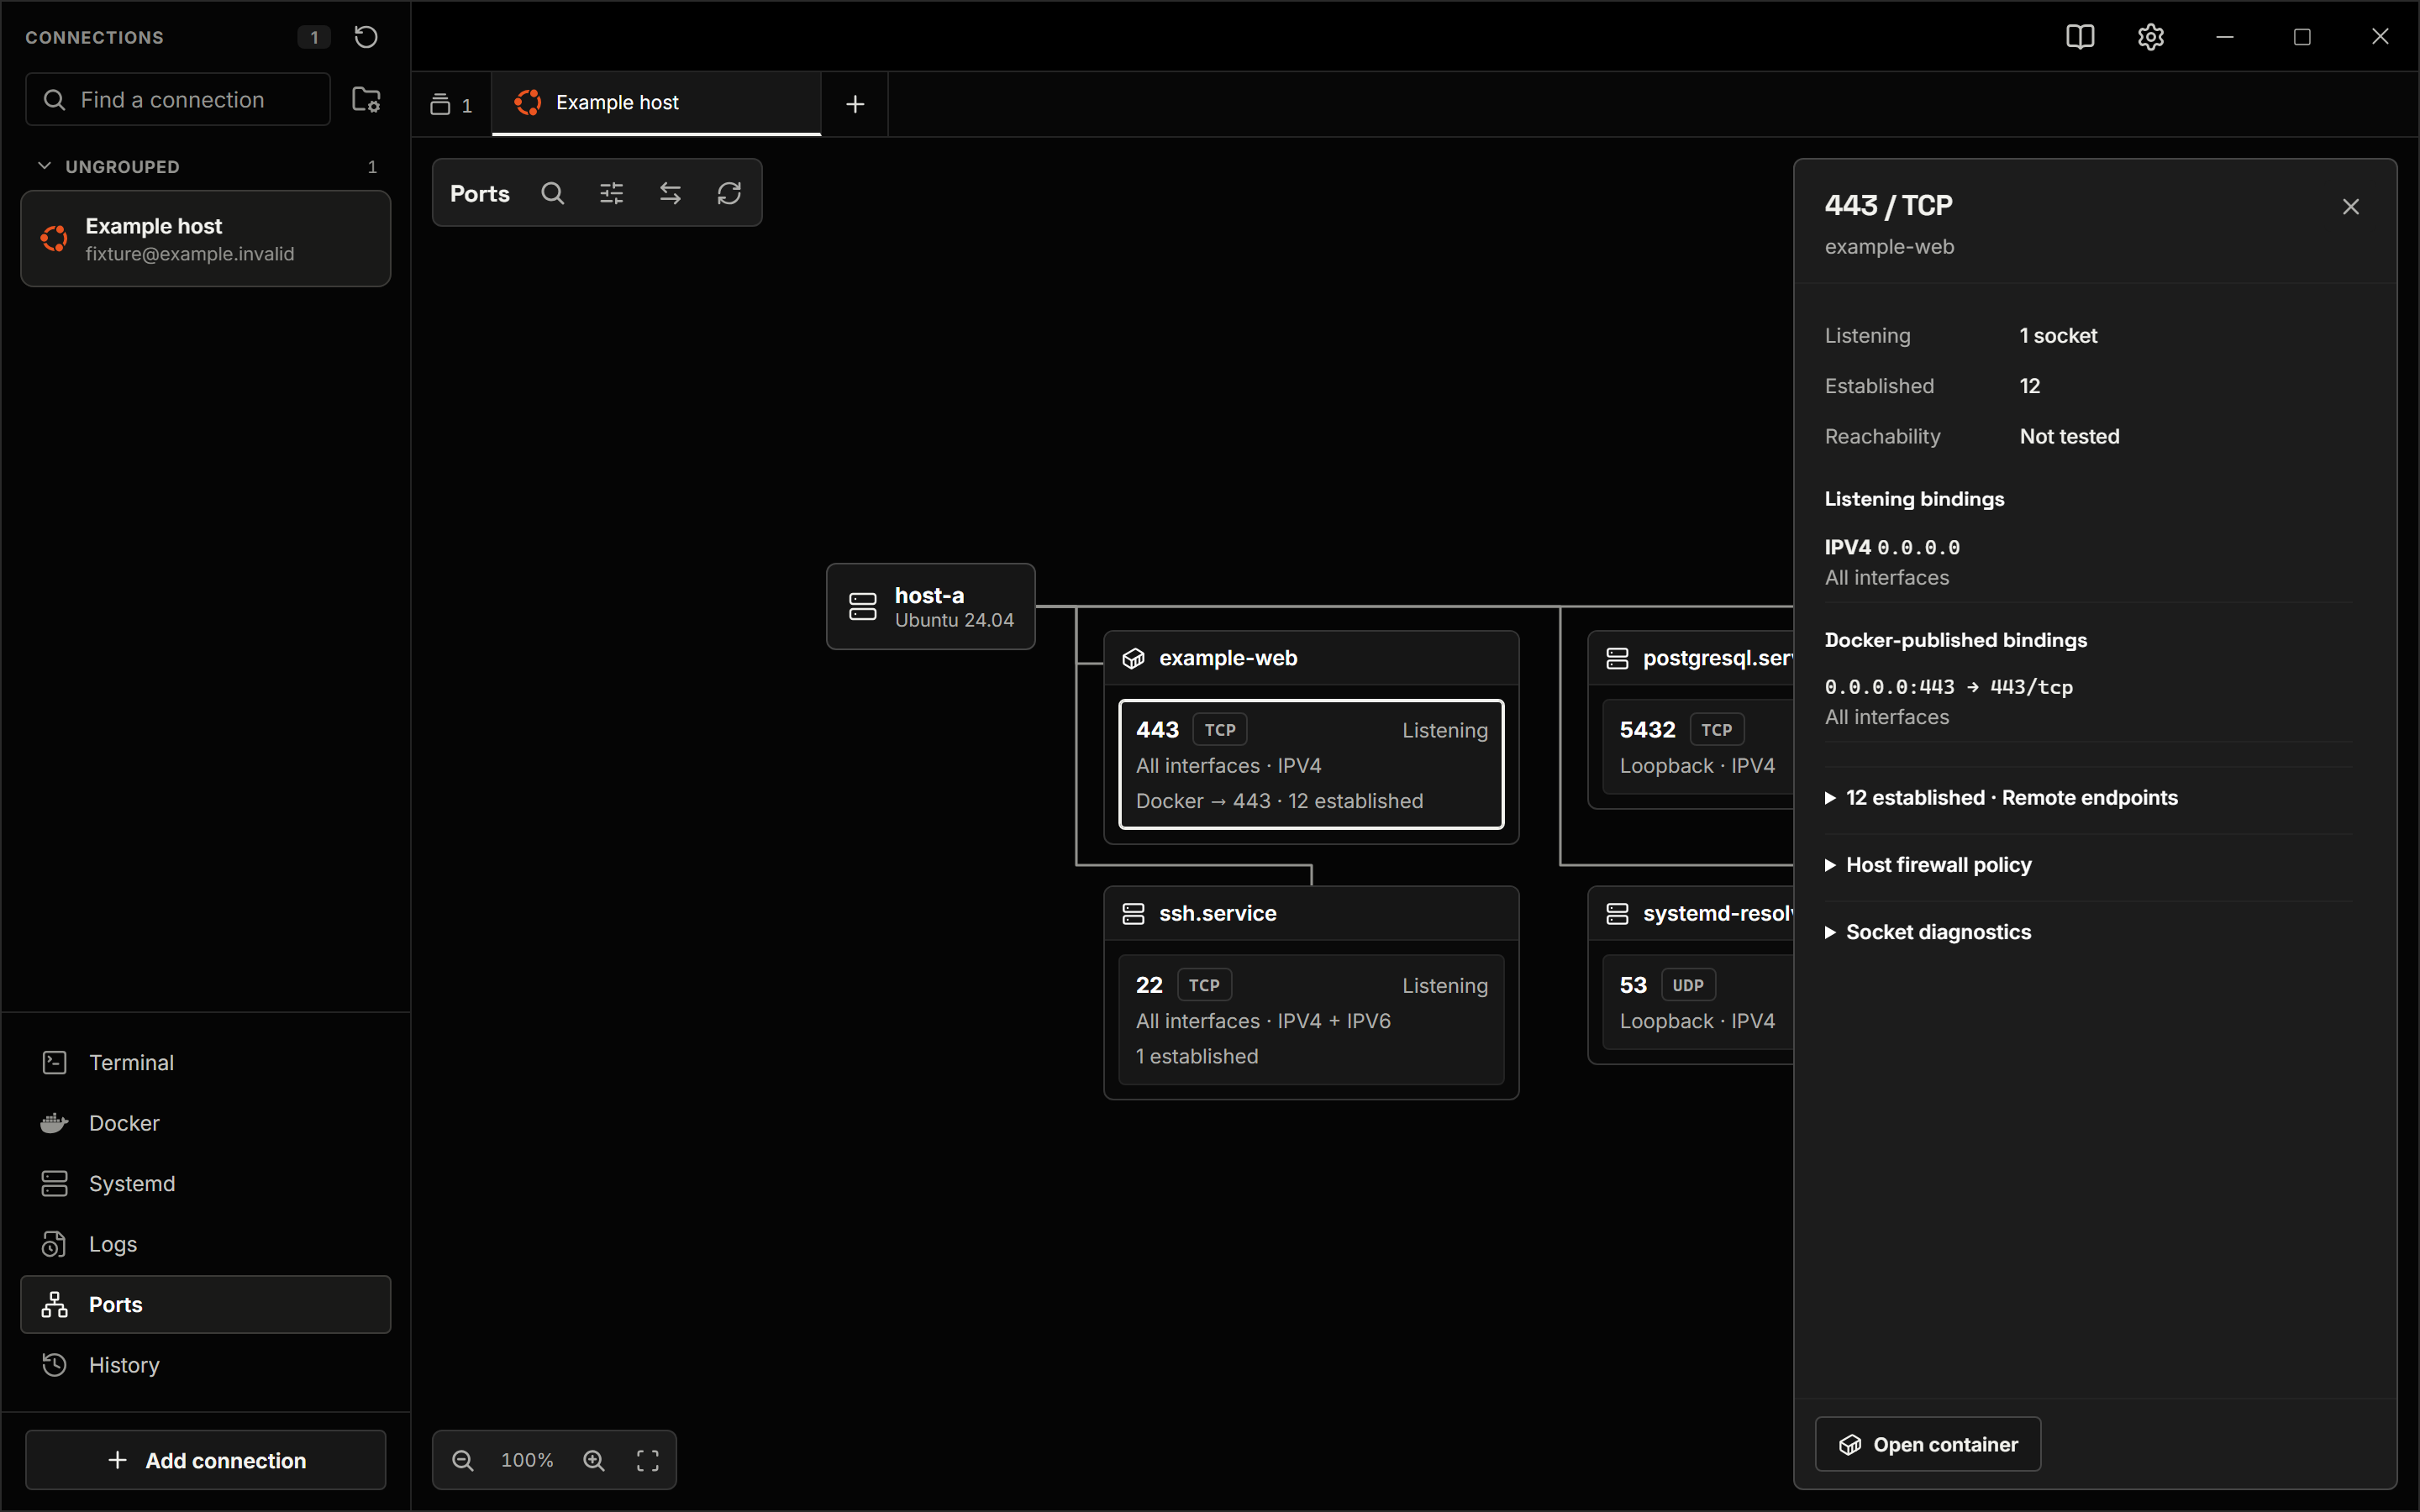 CONNECTIONS
1
Find a connection
UNGROUPED
1
Example host
fixture@example.invalid
Terminal
Docker
Systemd
Logs
Ports
History
Add connection
1
Example host
Ports
host-a
Ubuntu 24.04
example-web
443 TCP Listening
All interfaces · IPV4
Docker → 443 · 12 established
ssh.service
22 TCP Listening
All interfaces · IPV4 + IPV6
1 established
postgresql.serv
5432 TCP
Loopback · IPV4
systemd-resolv
53 UDP
Loopback · IPV4
100%
443 / TCP
example-web
Listening 1 socket
Established 12
Reachability Not tested
Listening bindings
IPV4 0.0.0.0
All interfaces
Docker-published bindings
0.0.0.0:443 → 443/tcp
All interfaces
12 established · Remote endpoints
Host firewall policy
Socket diagnostics
Open container